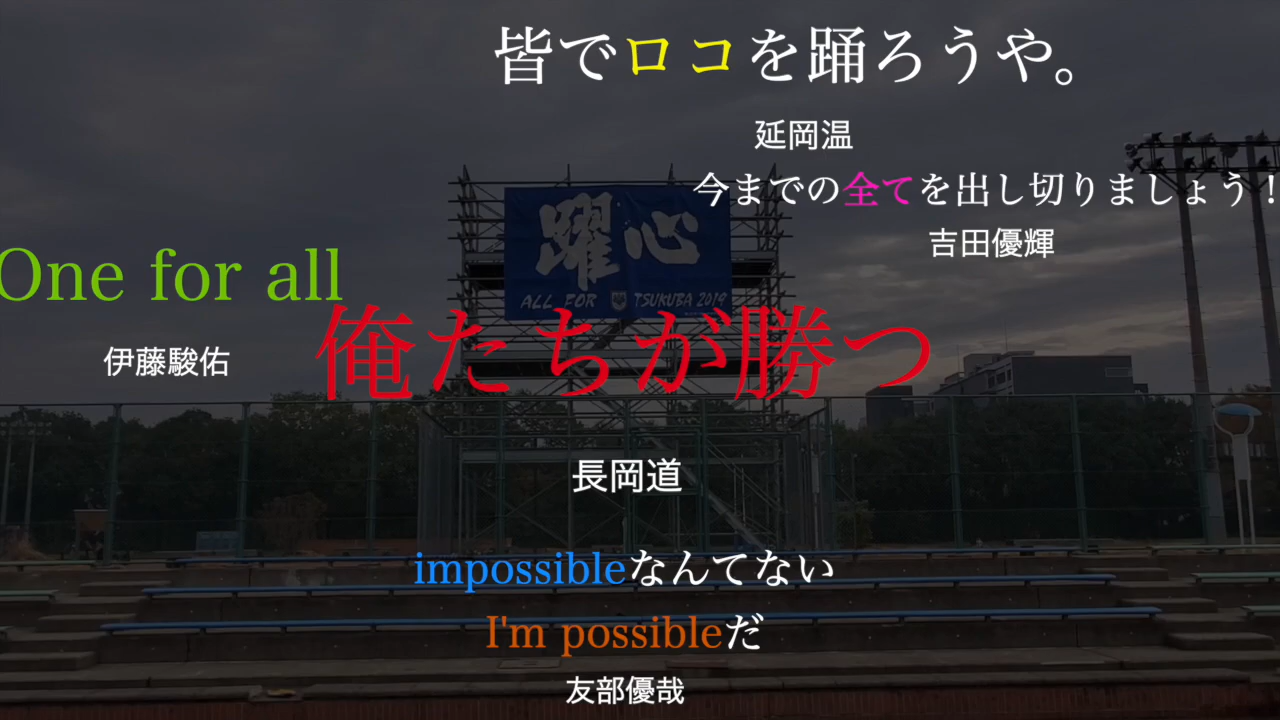 皆でロコを踊ろうや。
延岡温
今までの全てを出し切りましょう!
吉田優輝
躍心
ALL FOR TSUKUBA 2019
One for all
伊藤駿佑
俺たちが勝つ
長岡道
impossibleなんてない
I'm possibleだ
友部優哉